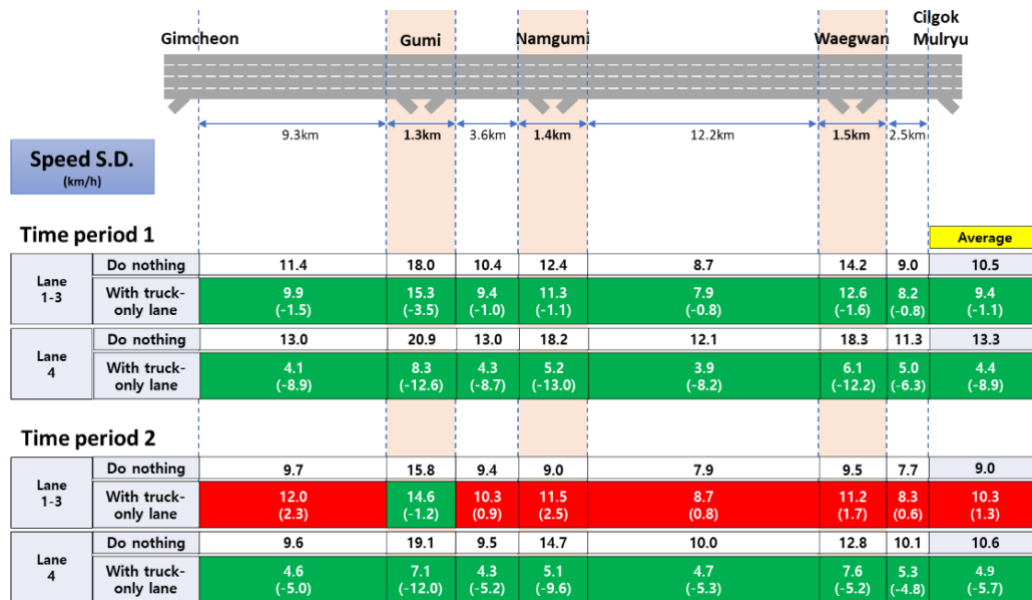 Gimcheon Gumi Namgumi Waegwan Cilgok
Mulryu
9.3km 1.3km 3.6km 1.4km 12.2km 1.5km 2.5km
Speed S.D.
(km/h)
Time period 1
Average
Lane
1-3
Do nothing 11.4 18.0 10.4 12.4 8.7 14.2 9.0 10.5
With truck- 9.9 15.3 9.4 11.3 7.9 12.6 8.2 9.4
only lane (-1.5) (-3.5) (-1.0) (-1.1) (-0.8) (-1.6) (-0.8) (-1.1)
Lane
4
Do nothing 13.0 20.9 13.0 18.2 12.1 18.3 11.3 13.3
With truck- 4.1 8.3 4.3 5.2 3.9 6.1 5.0 4.4
only lane (-8.9) (-12.6) (-8.7) (-13.0) (-8.2) (-12.2) (-6.3) (-8.9)
Time period 2
Lane
1-3
Do nothing 9.7 15.8 9.4 9.0 7.9 9.5 7.7 9.0
With truck- 12.0 14.6 10.3 11.5 8.7 11.2 8.3 10.3
only lane (2.3) (-1.2) (0.9) (2.5) (0.8) (1.7) (0.6) (1.3)
Lane
4
Do nothing 9.6 19.1 9.5 14.7 10.0 12.8 10.1 10.6
With truck- 4.6 7.1 4.3 5.1 4.7 7.6 5.3 4.9
only lane (-5.0) (-12.0) (-5.2) (-9.6) (-5.3) (-5.2) (-4.8) (-5.7)